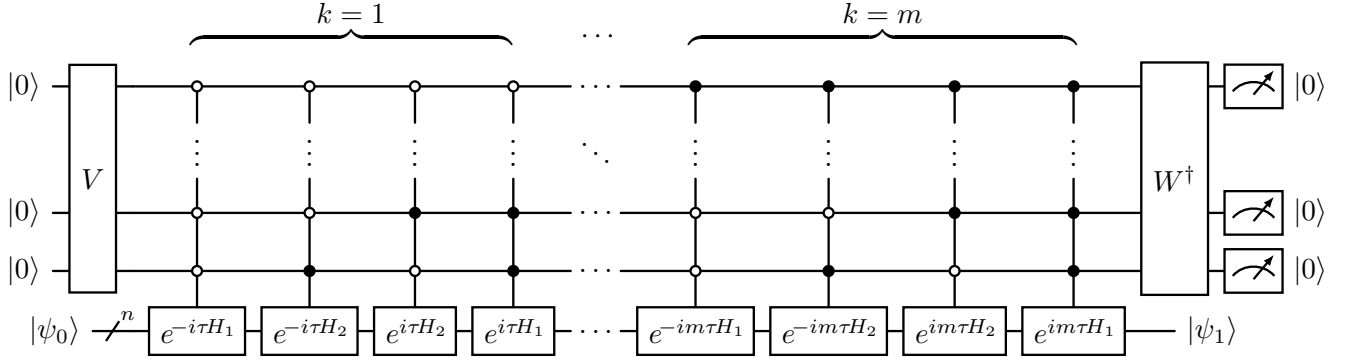 k = 1 ⋯ k = m
|0⟩ ⋯ |0⟩
⋮ ⋮ ⋮ ⋮ ⋱ ⋮ ⋮ ⋮ ⋮
V W†
|0⟩ ⋯ |0⟩
|0⟩ ⋯ |0⟩
|ψ₀⟩ n e^{-iτH₁} e^{-iτH₂} e^{iτH₂} e^{iτH₁} ⋯ e^{-imτH₁} e^{-imτH₂} e^{imτH₂} e^{imτH₁} |ψ₁⟩